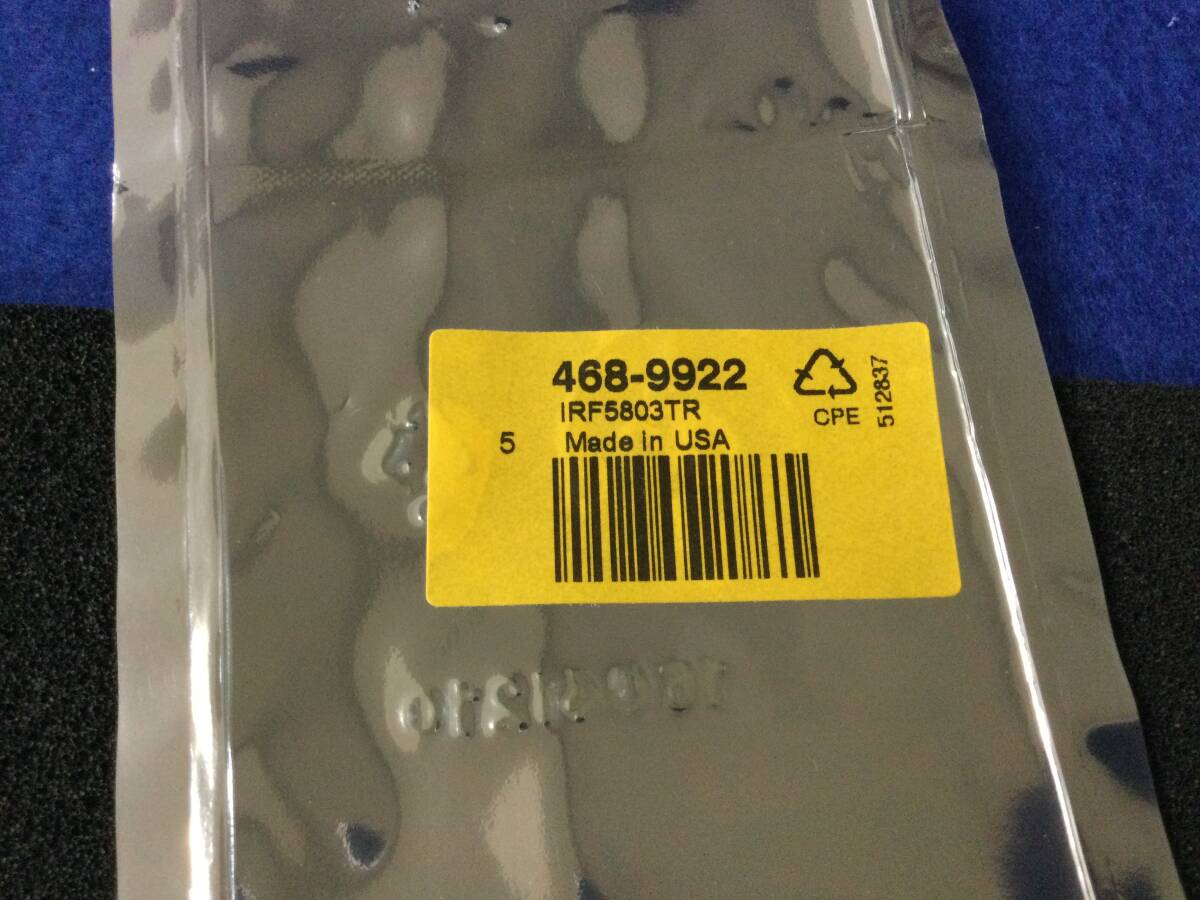 468-9922
IRF5803TR
5 Made in USA
CPE
512837